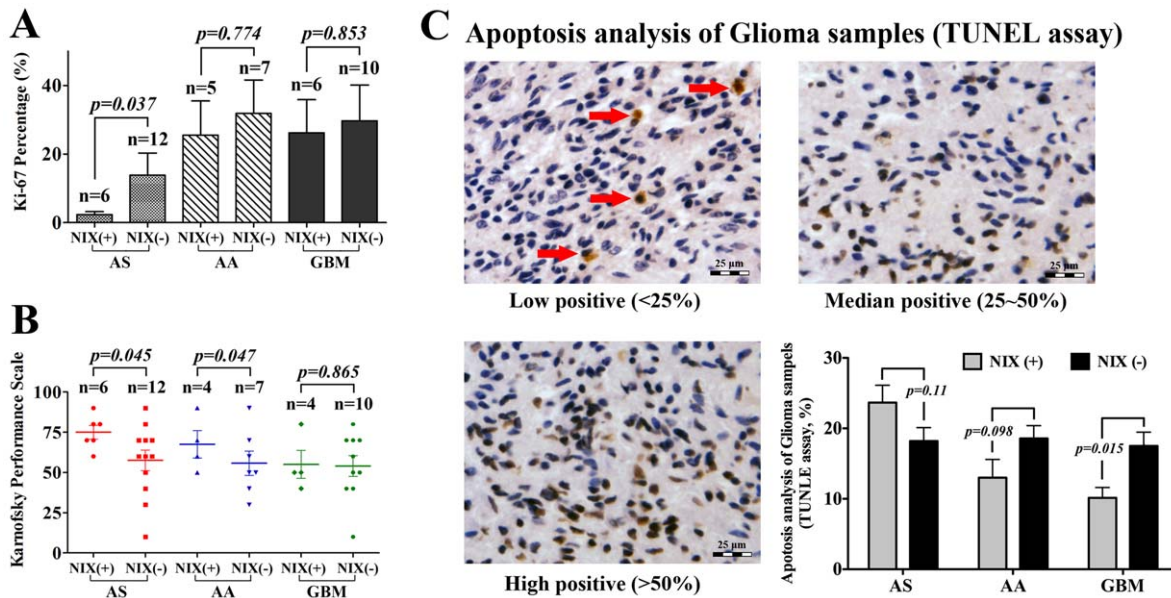 A
Ki-67 Percentage (%)
40
20
0
p=0.037
p=0.774
p=0.853
n=6
n=12
n=5
n=7
n=6
n=10
NIX(+) NIX(-) NIX(+) NIX(-) NIX(+) NIX(-)
AS AA GBM
B
Karnofsky Performance Scale
100
75
50
25
0
p=0.045
p=0.047
p=0.865
n=6 n=12 n=4 n=7 n=4 n=10
NIX(+) NIX(-) NIX(+) NIX(-) NIX(+) NIX(-)
AS AA GBM
C
Apoptosis analysis of Glioma samples (TUNEL assay)
25 µm
25 µm
Low positive (<25%)
Median positive (25~50%)
25 µm
High positive (>50%)
Apotosis analysis of Glioma sampels
(TUNLE assay, %)
30
20
10
0
NIX (+) NIX (-)
p=0.11
p=0.098
p=0.015
AS AA GBM